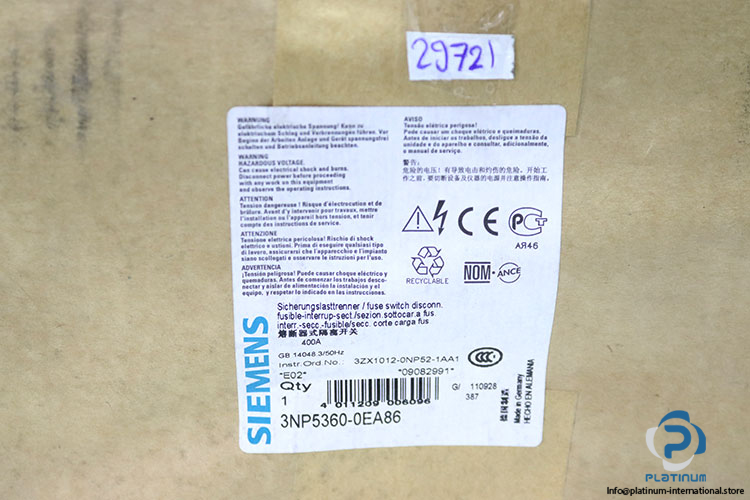 29721
WARNUNG
Gefährliche elektrische Spannung! Kann zu
elektrischem Schlag und Verbrennungen führen. Vor
Beginn der Arbeiten Anlage und Gerät spannungsfrei
schalten und Betriebsanleitung beachten.
WARNING
HAZARDOUS VOLTAGE.
Can cause electrical shock and burns.
Disconnect power before proceeding
with any work on this equipment
and observe the operating instructions.
ATTENTION
Tension dangereuse ! Risque d'électrocution et de
brûlure. Avant d'y intervenir pour travaux, mettre
l'installation ou l'appareil hors tension, et tenir
compte des instructions de service.
ATTENZIONE
Tensione elettrica pericolosa! Rischio di shock
elettrico e ustioni. Prima di eseguire qualsiasi tipo
di lavoro, assicurarsi che l'apparecchio e l'impianto
siano scollegati e osservare le istruzioni per l'uso.
ADVERTENCIA
¡Tensión peligrosa! Puede causar choque eléctrico y
quemaduras. Antes de comenzar los trabajos desco-
nectar y aislar de alimentación la instalación y el
equipo, y respetar lo indicado en las instrucciones.
AVISO
Tensão elétrica perigosa!
Pode causar um choque elétrico e queimaduras.
Antes de iniciar os trabalhos, desligue a tensão da
unidade e do aparelho e consultar, adicionalmente,
o manual de serviço.
警告:
危险的电压!有导致电击和灼伤的危险。开始工
作之前,要切断设备及仪器的电源并注意操作指南。
CE
РСТ
АЯ46
RECYCLABLE
NOM - ANCE
SIEMENS
Sicherungslasttrenner / fuse switch disconn.
fusible-interrup-sect./sezion.sottocar.a fus.
interr.-secc.-fusible/secc. corte carga fus
熔断器式隔离开关
400A
GB 14048.3/50Hz
Instr.Ord.No.: 3ZX1012-0NP52-1AA1
"E02" "09082991"
CCC
Qty
1
4 011209 006096
G/ 110928
387
德国制造
Made in Germany
HECHO EN ALEMANIA
3NP5360-0EA86
PLATINUM
Info@platinum-international.store